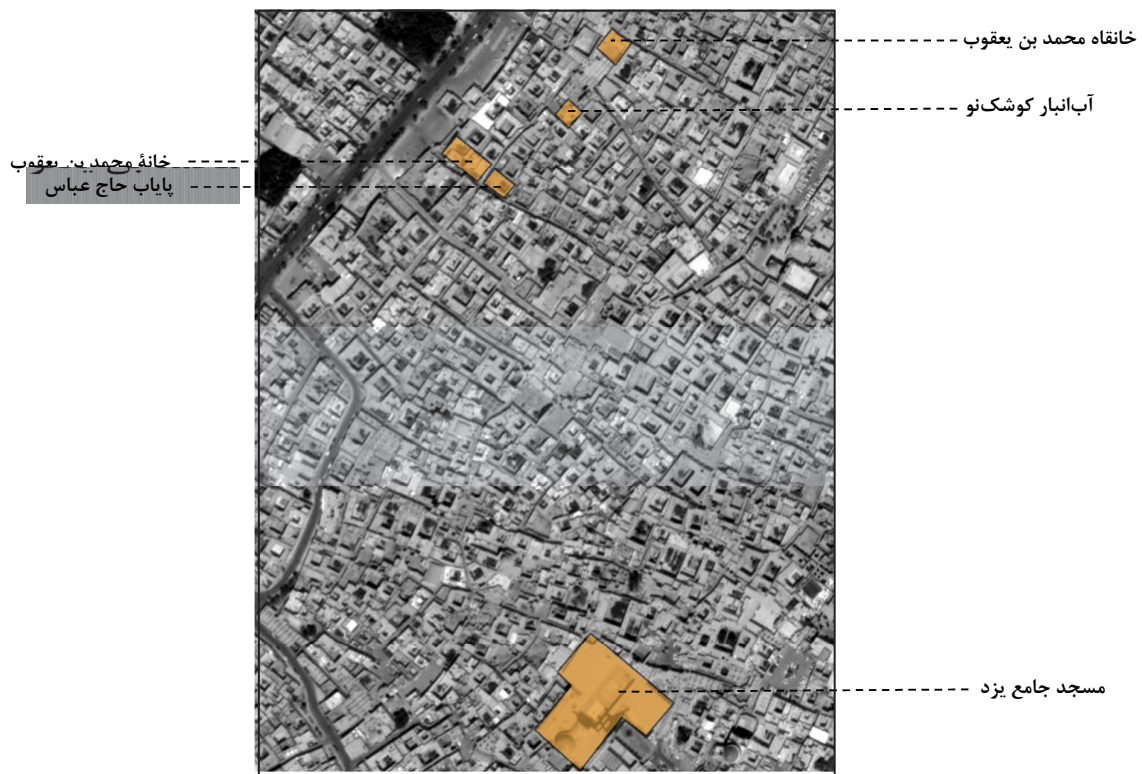 خانقاه محمد بن یعقوب
آب‌انبار کوشک‌نو
خانهٔ محمد بن یعقوب
پایاب حاج عباس
مسجد جامع یزد